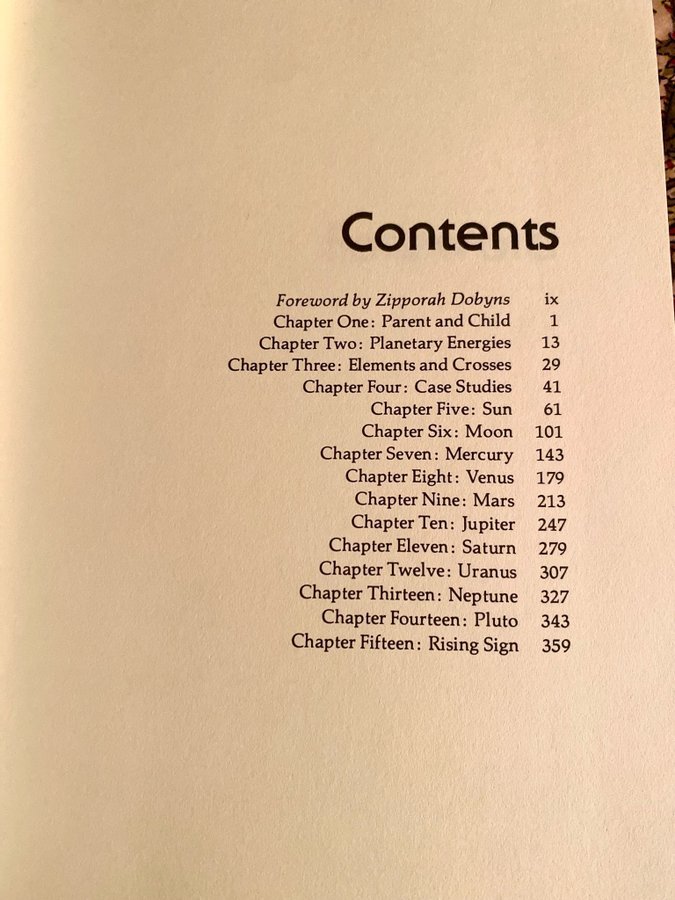 Contents
Foreword by Zipporah Dobyns ix
Chapter One: Parent and Child 1
Chapter Two: Planetary Energies 13
Chapter Three: Elements and Crosses 29
Chapter Four: Case Studies 41
Chapter Five: Sun 61
Chapter Six: Moon 101
Chapter Seven: Mercury 143
Chapter Eight: Venus 179
Chapter Nine: Mars 213
Chapter Ten: Jupiter 247
Chapter Eleven: Saturn 279
Chapter Twelve: Uranus 307
Chapter Thirteen: Neptune 327
Chapter Fourteen: Pluto 343
Chapter Fifteen: Rising Sign 359